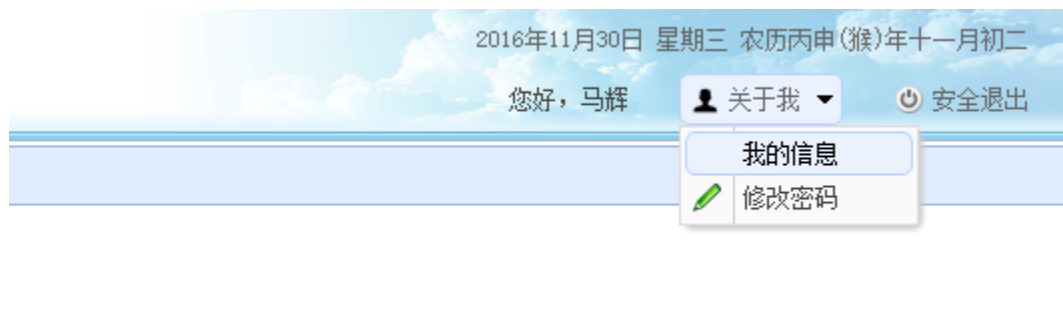 2016年11月30日 星期三 农历丙申(猴)年十一月初二
您好，马辉 关于我 安全退出
我的信息
修改密码